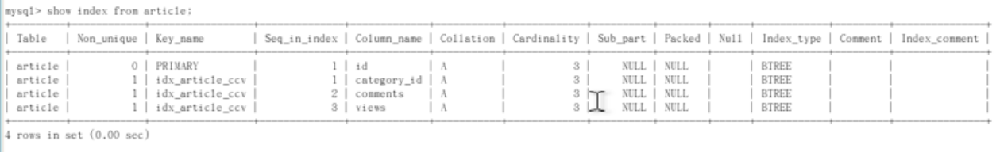 mysql> show index from article;
| Table | Non_unique | Key_name | Seq_in_index | Column_name | Collation | Cardinality | Sub_part | Packed | Null | Index_type | Comment | Index_comment |
| article | 0 | PRIMARY | 1 | id | A | 3 | NULL | NULL | | BTREE | | |
| article | 1 | idx_article_ccv | 1 | category_id | A | 3 | NULL | NULL | | BTREE | | |
| article | 1 | idx_article_ccv | 2 | comments | A | 3 | NULL | NULL | | BTREE | | |
| article | 1 | idx_article_ccv | 3 | views | A | 3 | NULL | NULL | | BTREE | | |
4 rows in set (0.00 sec)